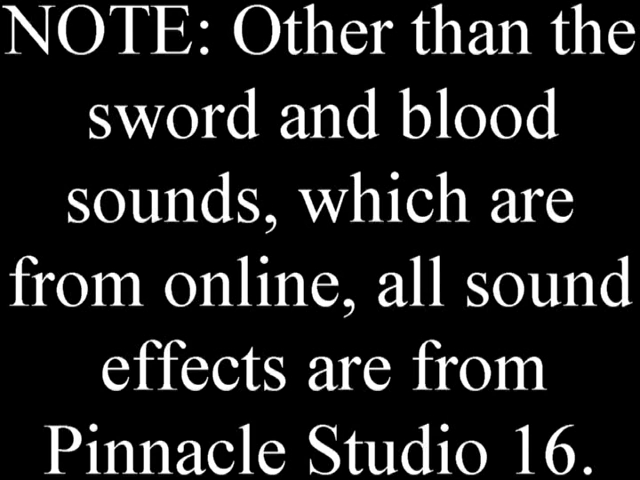 NOTE: Other than the
sword and blood
sounds, which are
from online, all sound
effects are from
Pinnacle Studio 16.